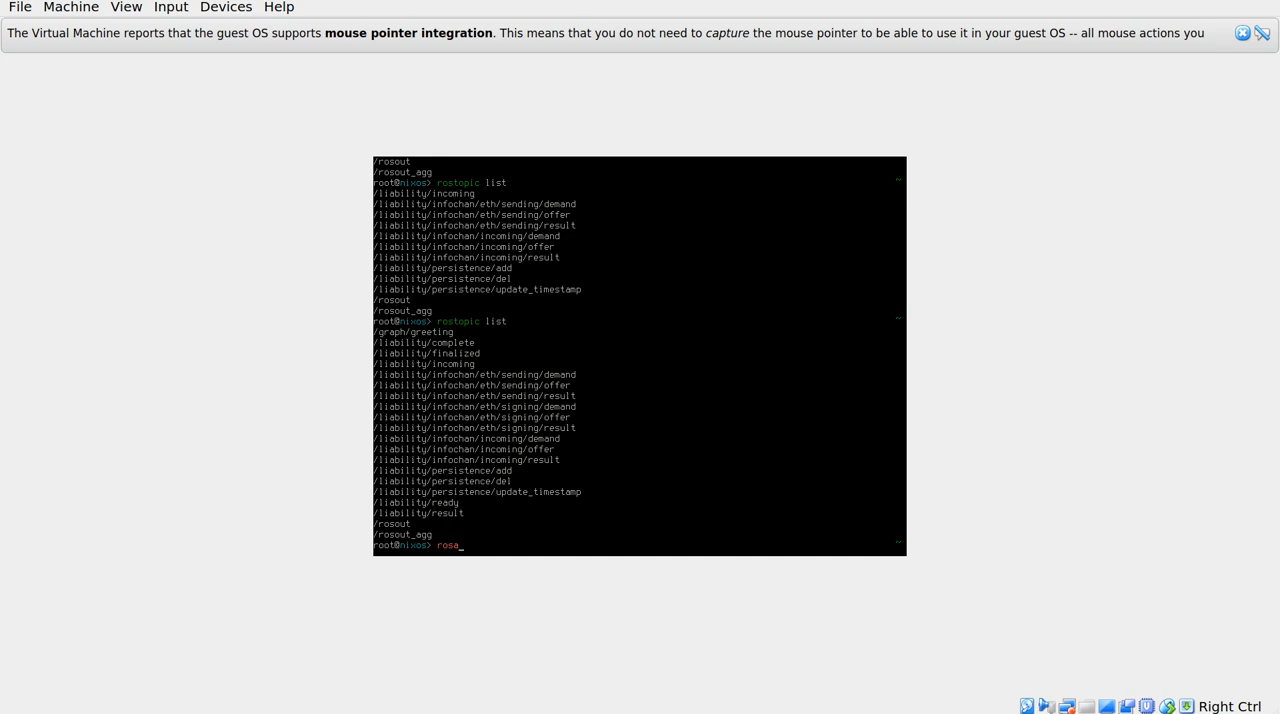 File Machine View Input Devices Help
The Virtual Machine reports that the guest OS supports mouse pointer integration. This means that you do not need to capture the mouse pointer to be able to use it in your guest OS -- all mouse actions you
/rosout
/rosout_agg
root@nixos> rostopic list ~
/liability/incoming
/liability/infochan/eth/sending/demand
/liability/infochan/eth/sending/offer
/liability/infochan/eth/sending/result
/liability/infochan/incoming/demand
/liability/infochan/incoming/offer
/liability/infochan/incoming/result
/liability/persistence/add
/liability/persistence/del
/liability/persistence/update_timestamp
/rosout
/rosout_agg
root@nixos> rostopic list ~
/graph/greeting
/liability/complete
/liability/finalized
/liability/incoming
/liability/infochan/eth/sending/demand
/liability/infochan/eth/sending/offer
/liability/infochan/eth/sending/result
/liability/infochan/eth/signing/demand
/liability/infochan/eth/signing/offer
/liability/infochan/eth/signing/result
/liability/infochan/incoming/demand
/liability/infochan/incoming/offer
/liability/infochan/incoming/result
/liability/persistence/add
/liability/persistence/del
/liability/persistence/update_timestamp
/liability/ready
/liability/result
/rosout
/rosout_agg
root@nixos> rosa_ ~
Right Ctrl